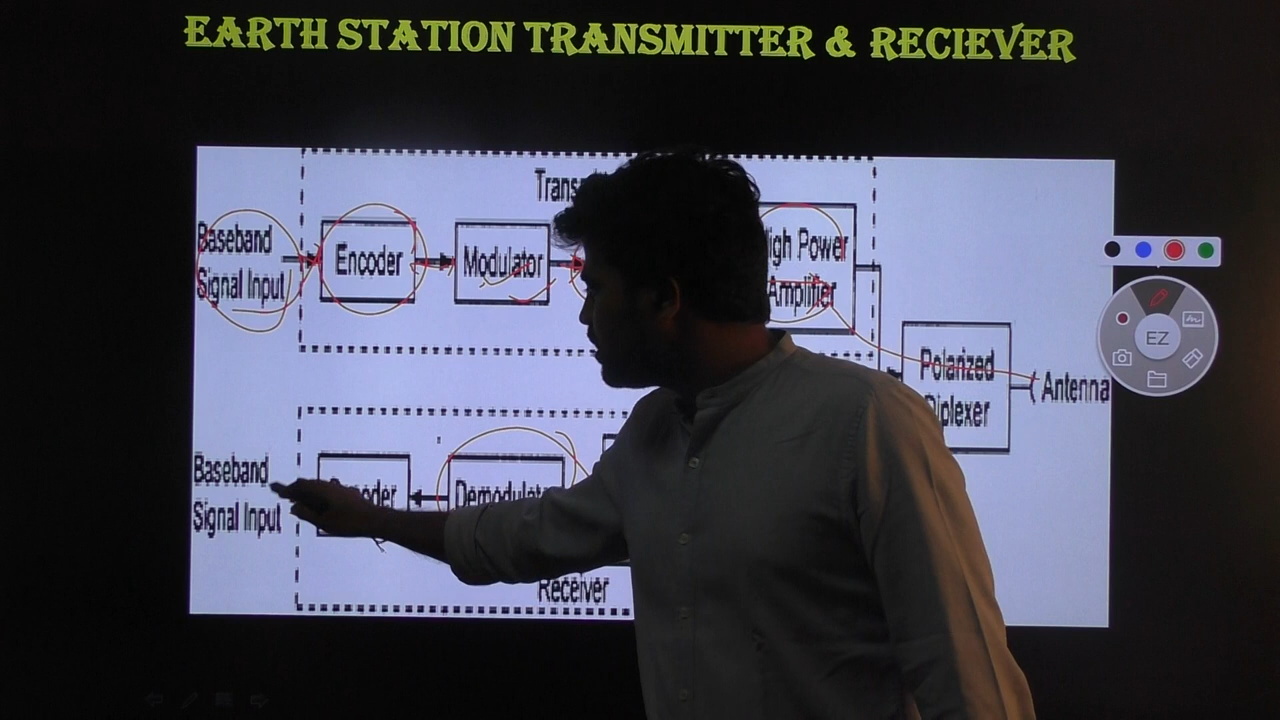 EARTH STATION TRANSMITTER & RECIEVER
Baseband
Signal Input
Encoder
Modulator
High Power
Amplifier
Polarized
Diplexer
Antenna
EZ
Baseband
Signal Input
Demodulator
Receiver